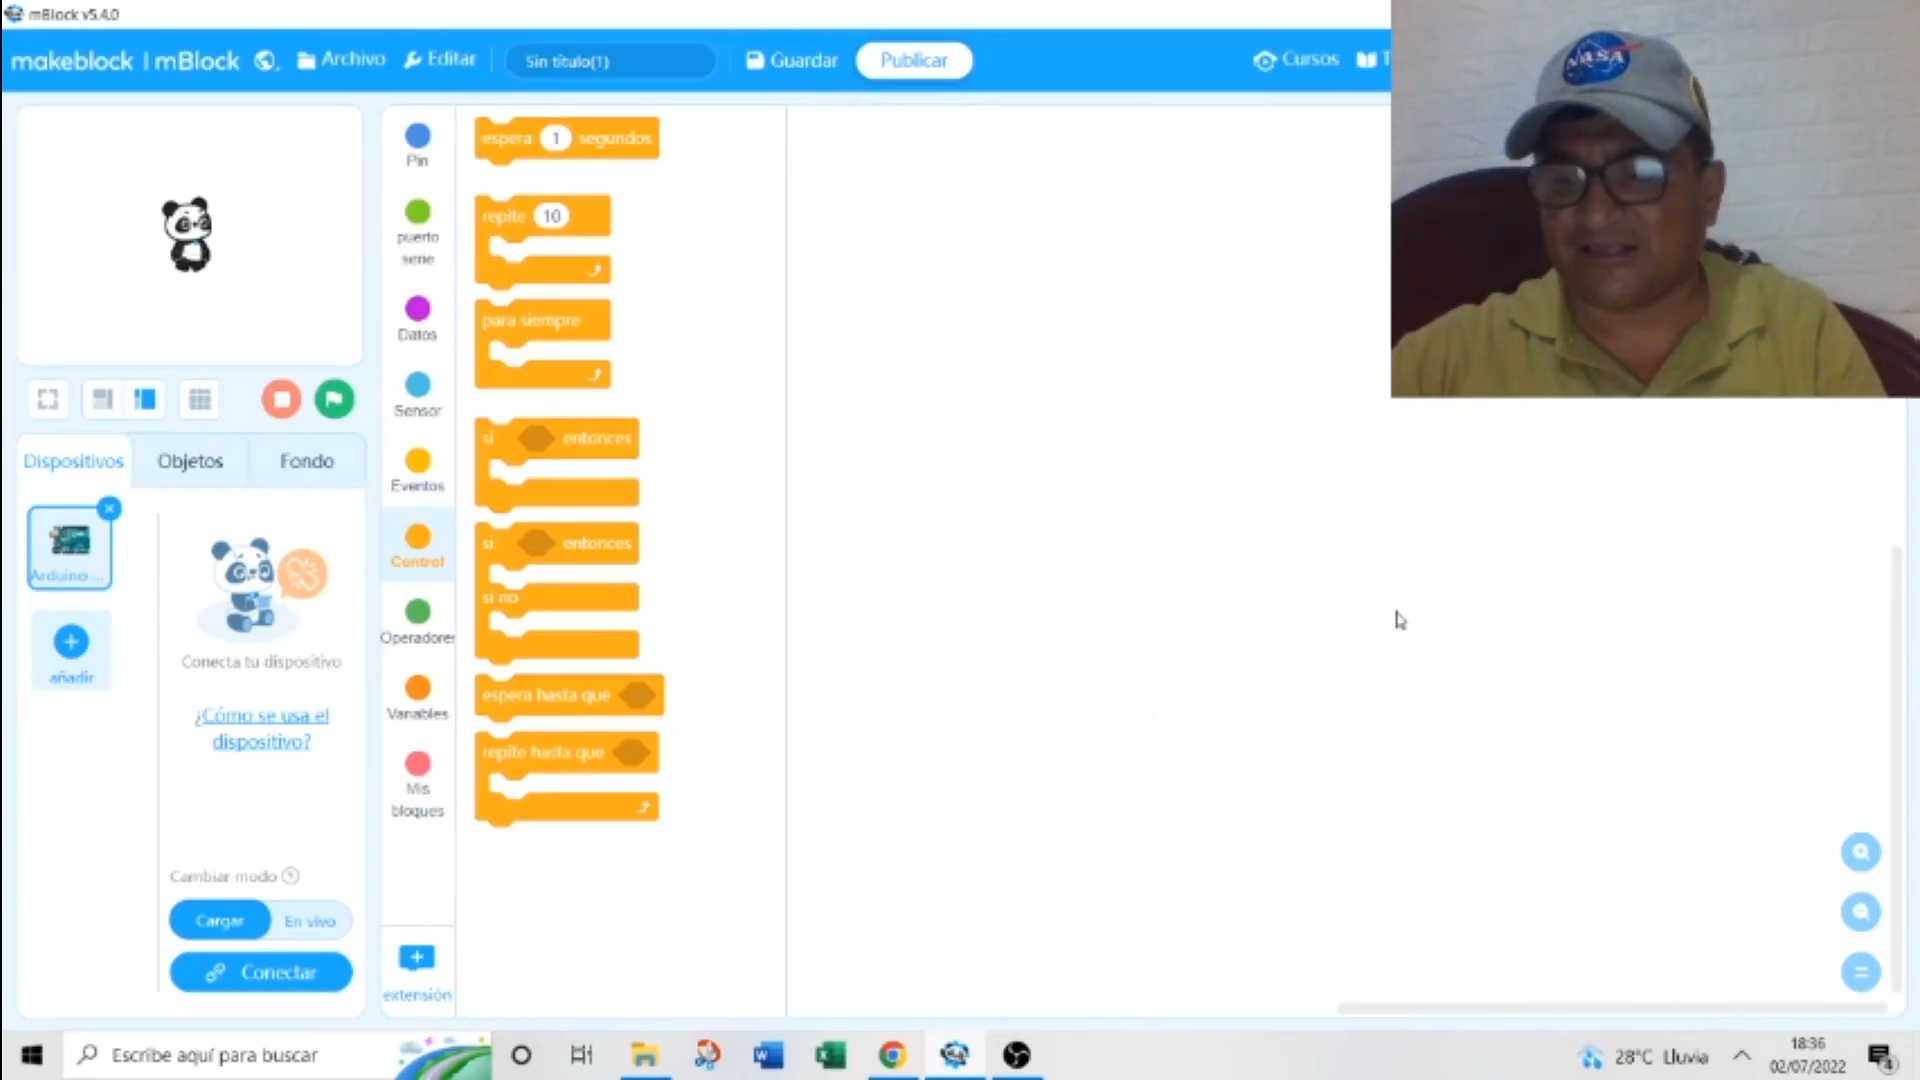 mBlock v5.4.0
makeblock | mBlock
Archivo
Editar
Sin título(1)
Guardar
Publicar
Cursos
T
NASA
Pin
puerto
serie
Datos
Sensor
Eventos
Control
Operadores
Variables
Mis
bloques
extensión
espera 1 segundos
repite 10
para siempre
si entonces
si entonces
si no
espera hasta que
repite hasta que
Dispositivos
Objetos
Fondo
Arduino ...
añadir
Conecta tu dispositivo
¿Cómo se usa el
dispositivo?
Cambiar modo ?
Cargar
En vivo
Conectar
Escribe aquí para buscar
28°C Lluvia
18:36
02/07/2022
4